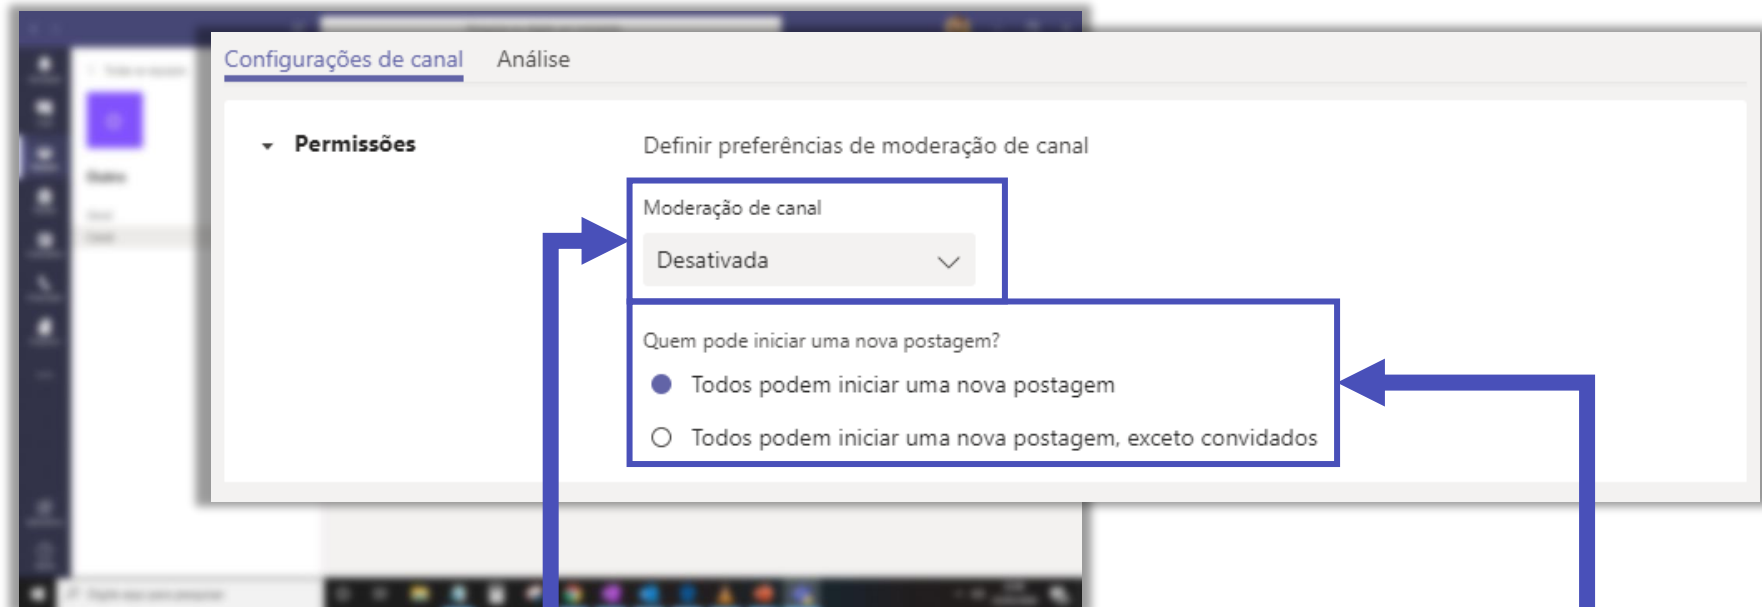 Configurações de canal Análise
Permissões Definir preferências de moderação de canal
Moderação de canal
Desativada
Quem pode iniciar uma nova postagem?
Todos podem iniciar uma nova postagem
Todos podem iniciar uma nova postagem, exceto convidados